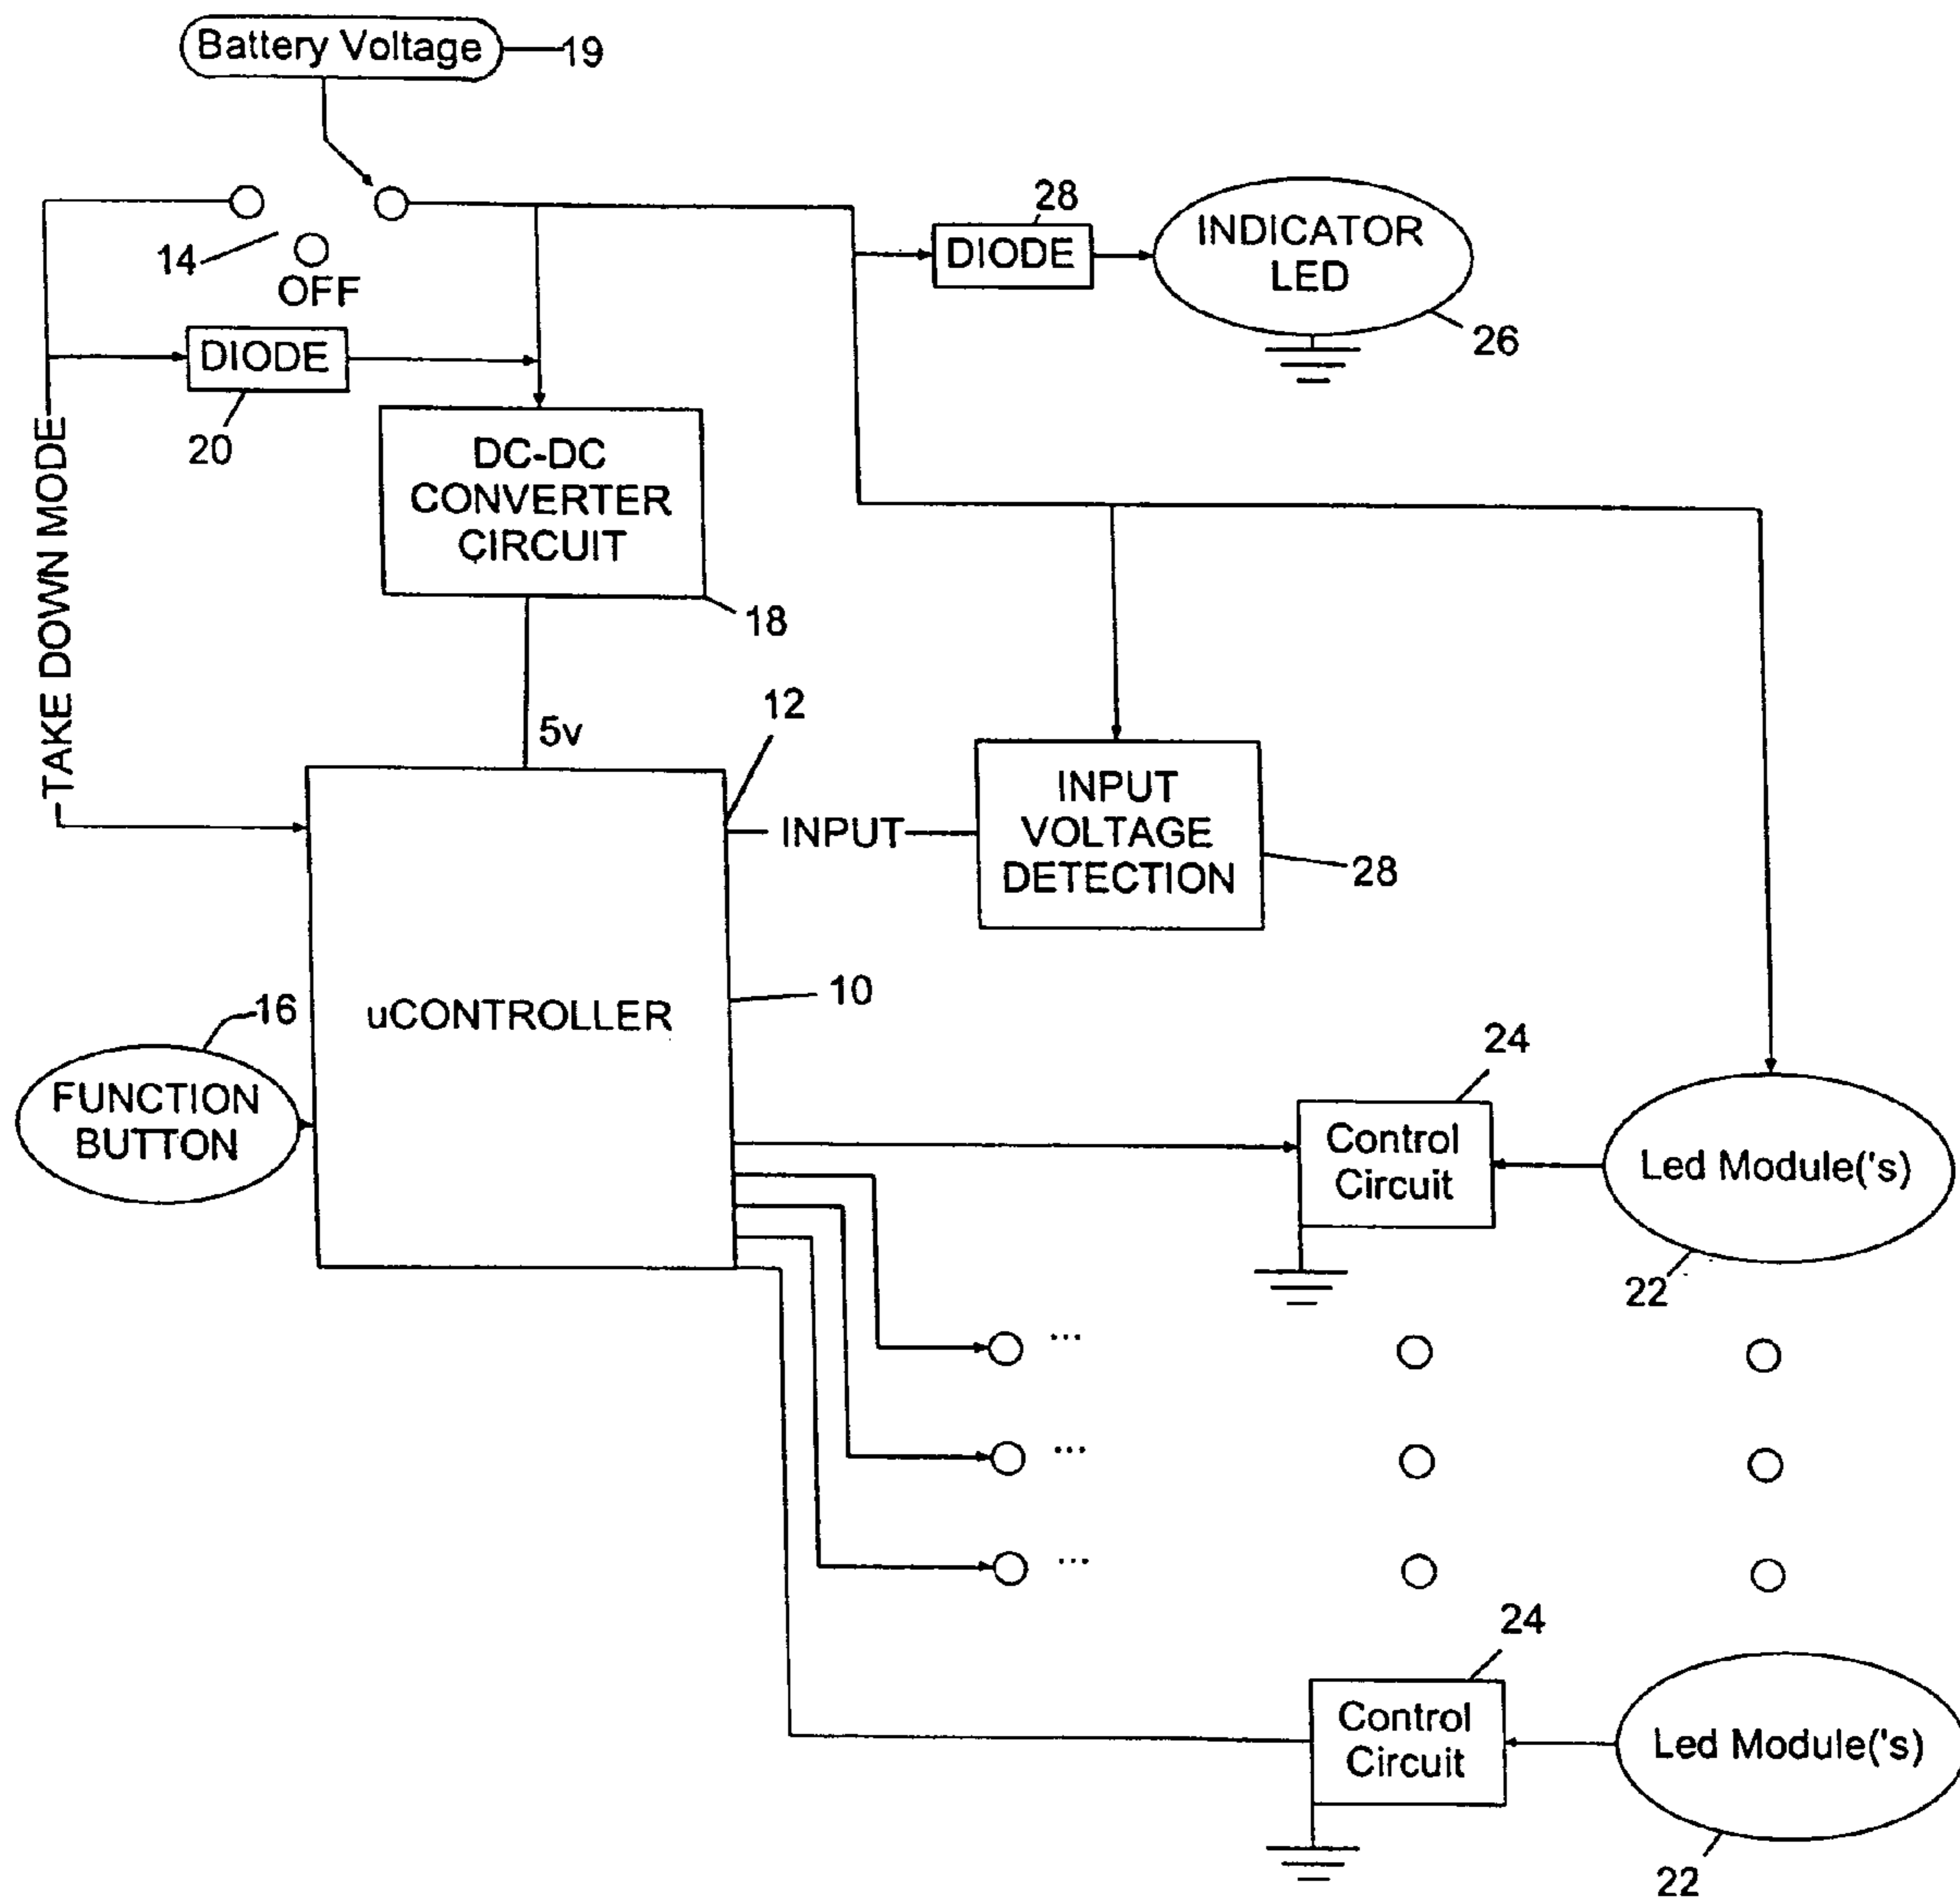 Battery Voltage
19
28
14
OFF
DIODE
INDICATOR
LED
26
DIODE
20
TAKE DOWN MODE
DC-DC
CONVERTER
CIRCUIT
18
5v
12
INPUT
INPUT
VOLTAGE
DETECTION
28
10
uCONTROLLER
16
FUNCTION
BUTTON
24
Control
Circuit
Led Module('s)
22
...
...
...
24
Control
Circuit
Led Module('s)
22